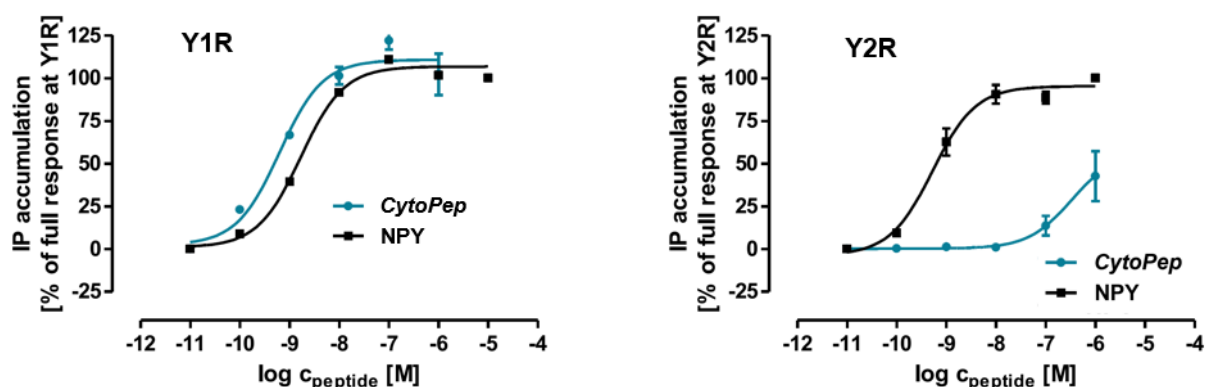 Y1R
IP accumulation
[% of full response at Y1R]
125
100
75
50
25
0
-25
CytoPep
NPY
-12 -11 -10 -9 -8 -7 -6 -5 -4
log cpeptide [M]
Y2R
IP accumulation
[% of full response at Y2R]
125
100
75
50
25
0
-25
CytoPep
NPY
-12 -11 -10 -9 -8 -7 -6 -5 -4
log cpeptide [M]